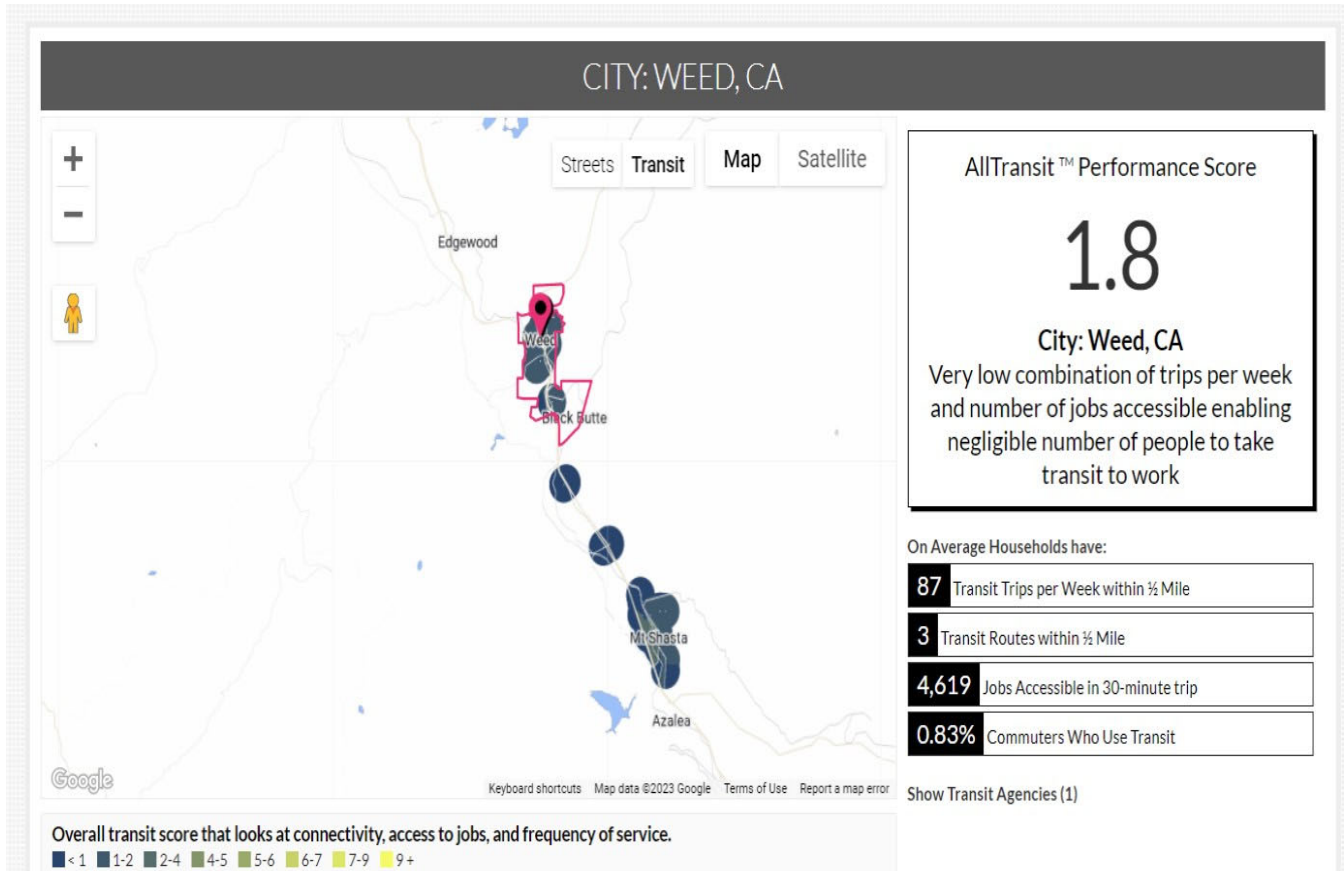 CITY: WEED, CA
+
−
Streets Transit Map Satellite
Edgewood
Weed
Black Butte
Mt Shasta
Azalea
Google
Keyboard shortcuts Map data ©2023 Google Terms of Use Report a map error
Overall transit score that looks at connectivity, access to jobs, and frequency of service.
< 1 1-2 2-4 4-5 5-6 6-7 7-9 9 +
AllTransit ™ Performance Score
1.8
City: Weed, CA
Very low combination of trips per week
and number of jobs accessible enabling
negligible number of people to take
transit to work
On Average Households have:
87 Transit Trips per Week within ½ Mile
3 Transit Routes within ½ Mile
4,619 Jobs Accessible in 30-minute trip
0.83% Commuters Who Use Transit
Show Transit Agencies (1)